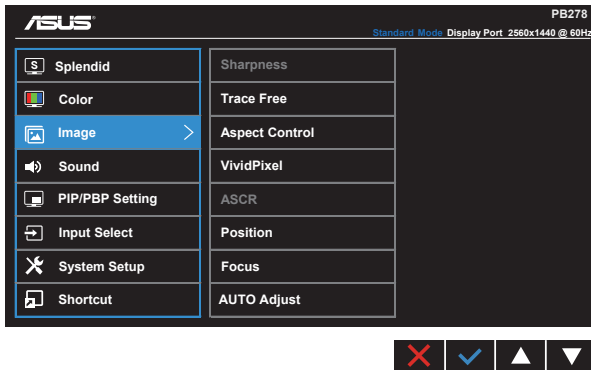 ASUS
PB278
Standard Mode Display Port 2560x1440 @ 60Hz
S Splendid
Color
Image
Sound
PIP/PBP Setting
Input Select
System Setup
Shortcut
Sharpness
Trace Free
Aspect Control
VividPixel
ASCR
Position
Focus
AUTO Adjust